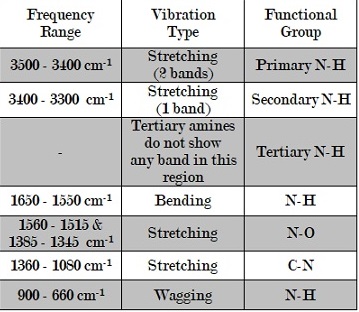 Frequency Range Vibration Type Functional Group
3500 - 3400 cm-1 Stretching (2 bands) Primary N-H
3400 - 3300 cm-1 Stretching (1 band) Secondary N-H
- Tertiary amines do not show any band in this region Tertiary N-H
1650 - 1550 cm-1 Bending N-H
1560 - 1515 & 1385 - 1345 cm-1 Stretching N-O
1360 - 1080 cm-1 Stretching C-N
900 - 660 cm-1 Wagging N-H